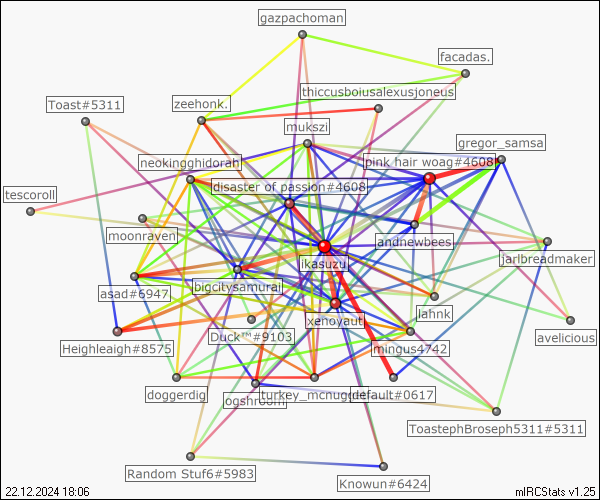 gazpachoman
facadas.
thiccusboiusalexusjoneus
Toast#5311
zeehonk.
mukszi
gregor_samsa
neokingghidorah
pink hair woag#4608
disaster of passion#4608
tescoroll
moonraven
andnewbees
jarlbreadmaker
ikasuzu
bigcitysamurai
asad#6947
xenoyaut
lahnk
Duck™#9103
avelicious
Heighleaigh#8575
mingus4742
doggerdig
ogshroom
turkey_mcnugget
default#0617
ToastephBroseph5311#5311
Random Stuf6#5983
Knowun#6424
22.12.2024 18:06
mIRCStats v1.25